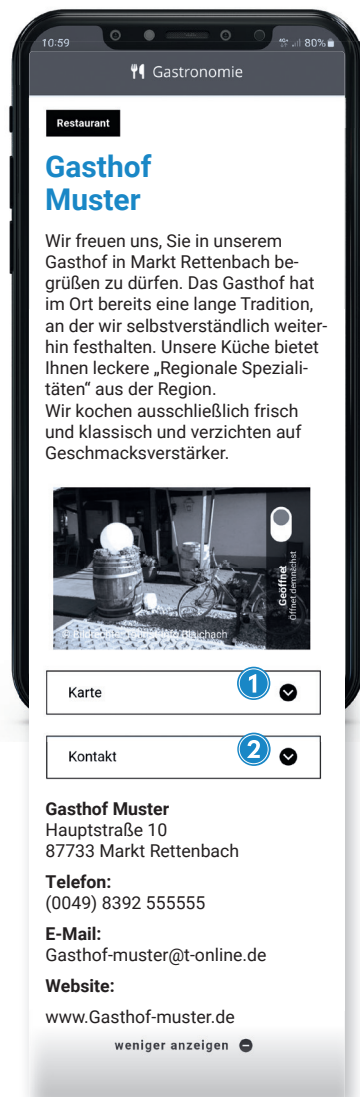 10:59
80%
Gastronomie
Restaurant
Gasthof
Muster
Wir freuen uns, Sie in unserem
Gasthof in Markt Rettenbach be-
grüßen zu dürfen. Das Gasthof hat
im Ort bereits eine lange Tradition,
an der wir selbstverständlich weiter-
hin festhalten. Unsere Küche bietet
Ihnen leckere „Regionale Speziali-
täten“ aus der Region.
Wir kochen ausschließlich frisch
und klassisch und verzichten auf
Geschmacksverstärker.
Geöffnet
Öffnet demnächst
Karte
1
Kontakt
2
Gasthof Muster
Hauptstraße 10
87733 Markt Rettenbach
Telefon:
(0049) 8392 555555
E-Mail:
Gasthof-muster@t-online.de
Website:
www.Gasthof-muster.de
weniger anzeigen